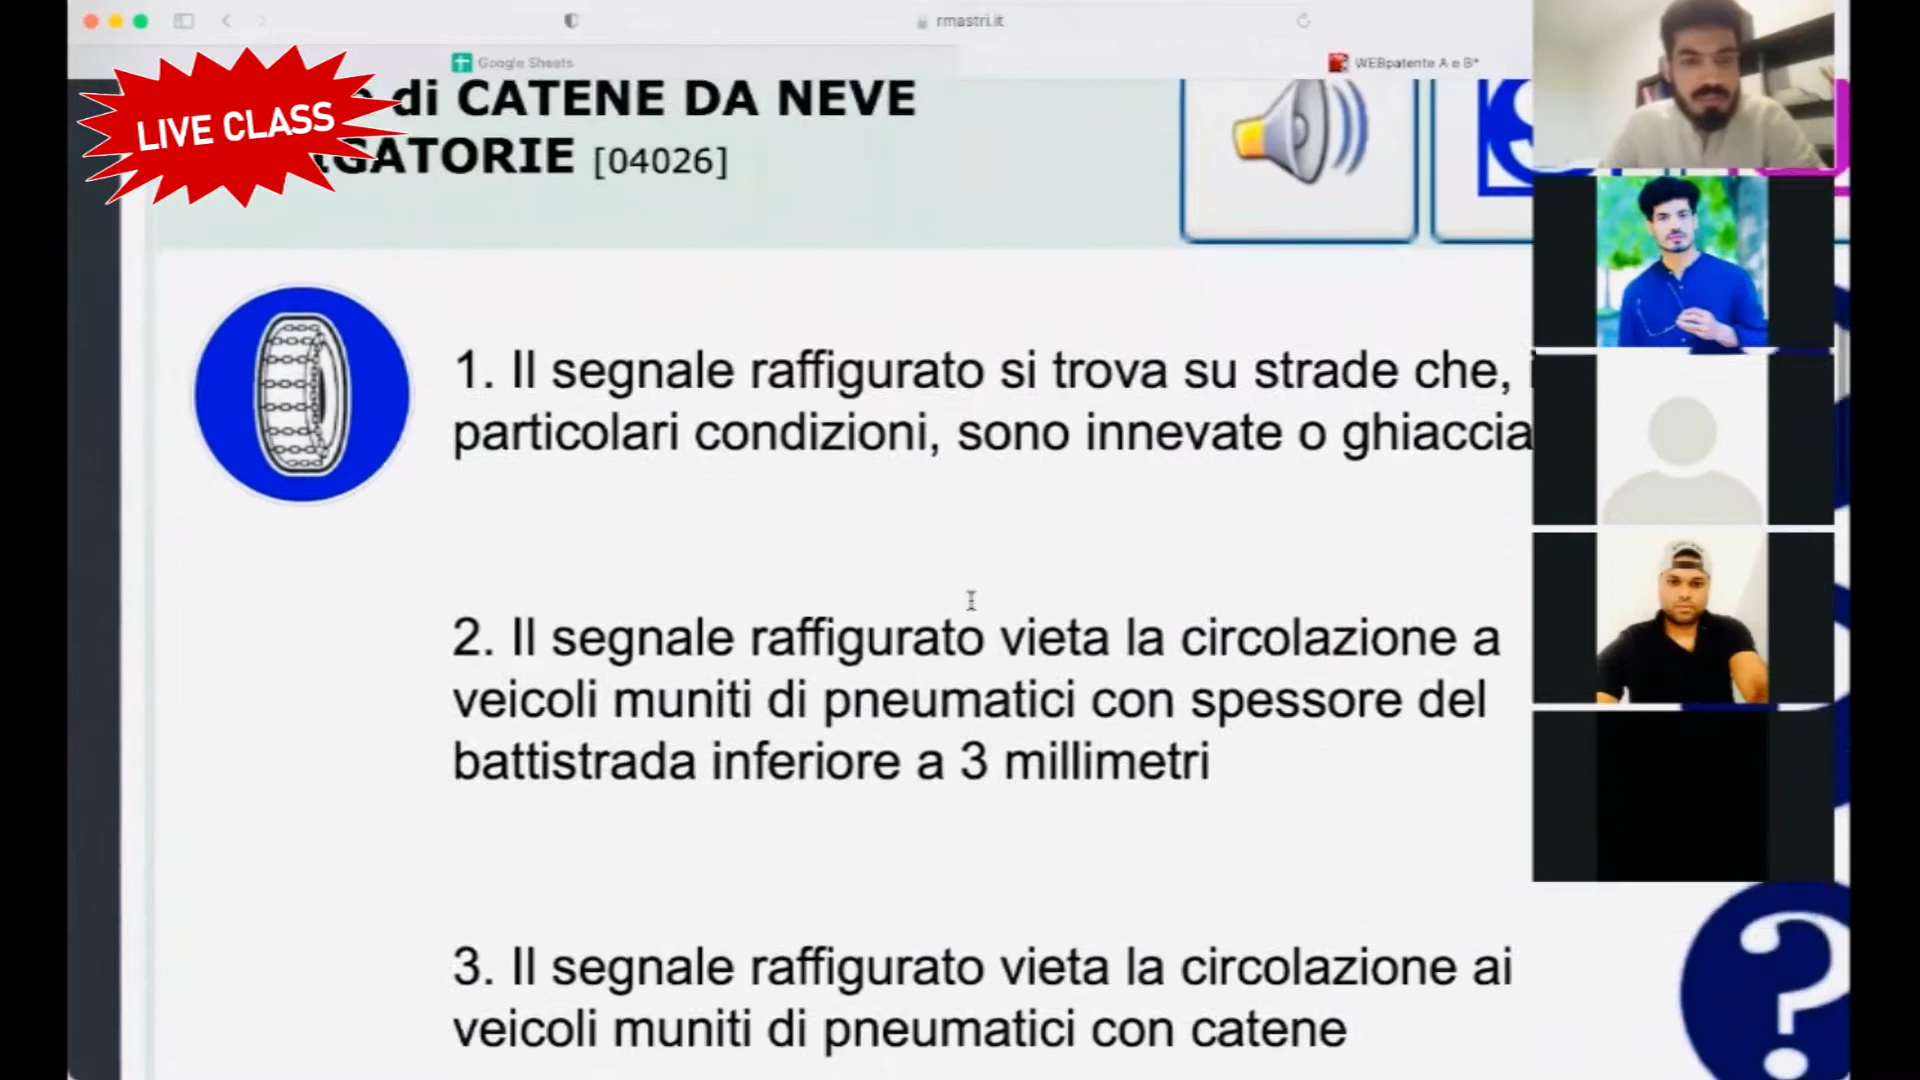 rmastri.it
Google Sheets
WEBpatente A e B*
LIVE CLASS
di CATENE DA NEVE
GATORIE [04026]
1. Il segnale raffigurato si trova su strade che,
particolari condizioni, sono innevate o ghiaccia
2. Il segnale raffigurato vieta la circolazione a
veicoli muniti di pneumatici con spessore del
battistrada inferiore a 3 millimetri
3. Il segnale raffigurato vieta la circolazione ai
veicoli muniti di pneumatici con catene
?